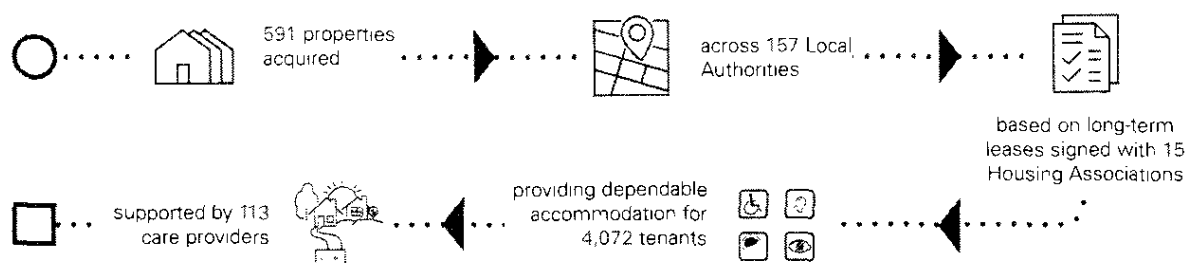 591 properties
acquired
across 157 Local
Authorities
based on long-term
leases signed with 15
Housing Associations
providing dependable
accommodation for
4,072 tenants
supported by 113
care providers